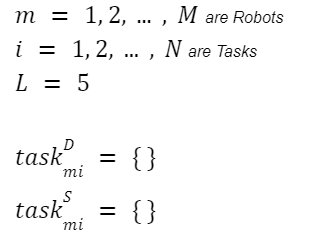 m = 1, 2, ... , M are Robots
i = 1, 2, ... , N are Tasks
L = 5
task^D_mi = {}
task^S_mi = {}